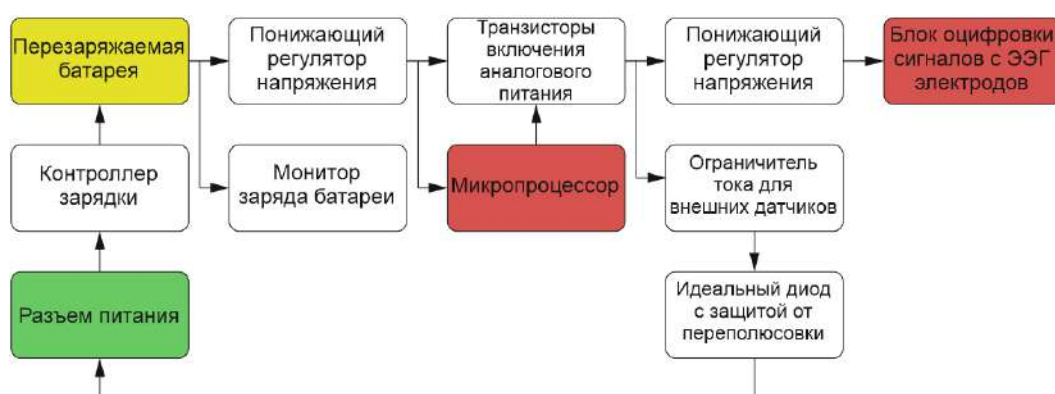 Перезаряжаемая
батарея
Понижающий
регулятор
напряжения
Транзисторы
включения
аналогового
питания
Понижающий
регулятор
напряжения
Блок оцифровки
сигналов с ЭЭГ
электродов
Контроллер
зарядки
Монитор
заряда батареи
Микропроцессор
Ограничитель
тока для
внешних датчиков
Разъем питания
Идеальный диод
с защитой от
переполюсовки